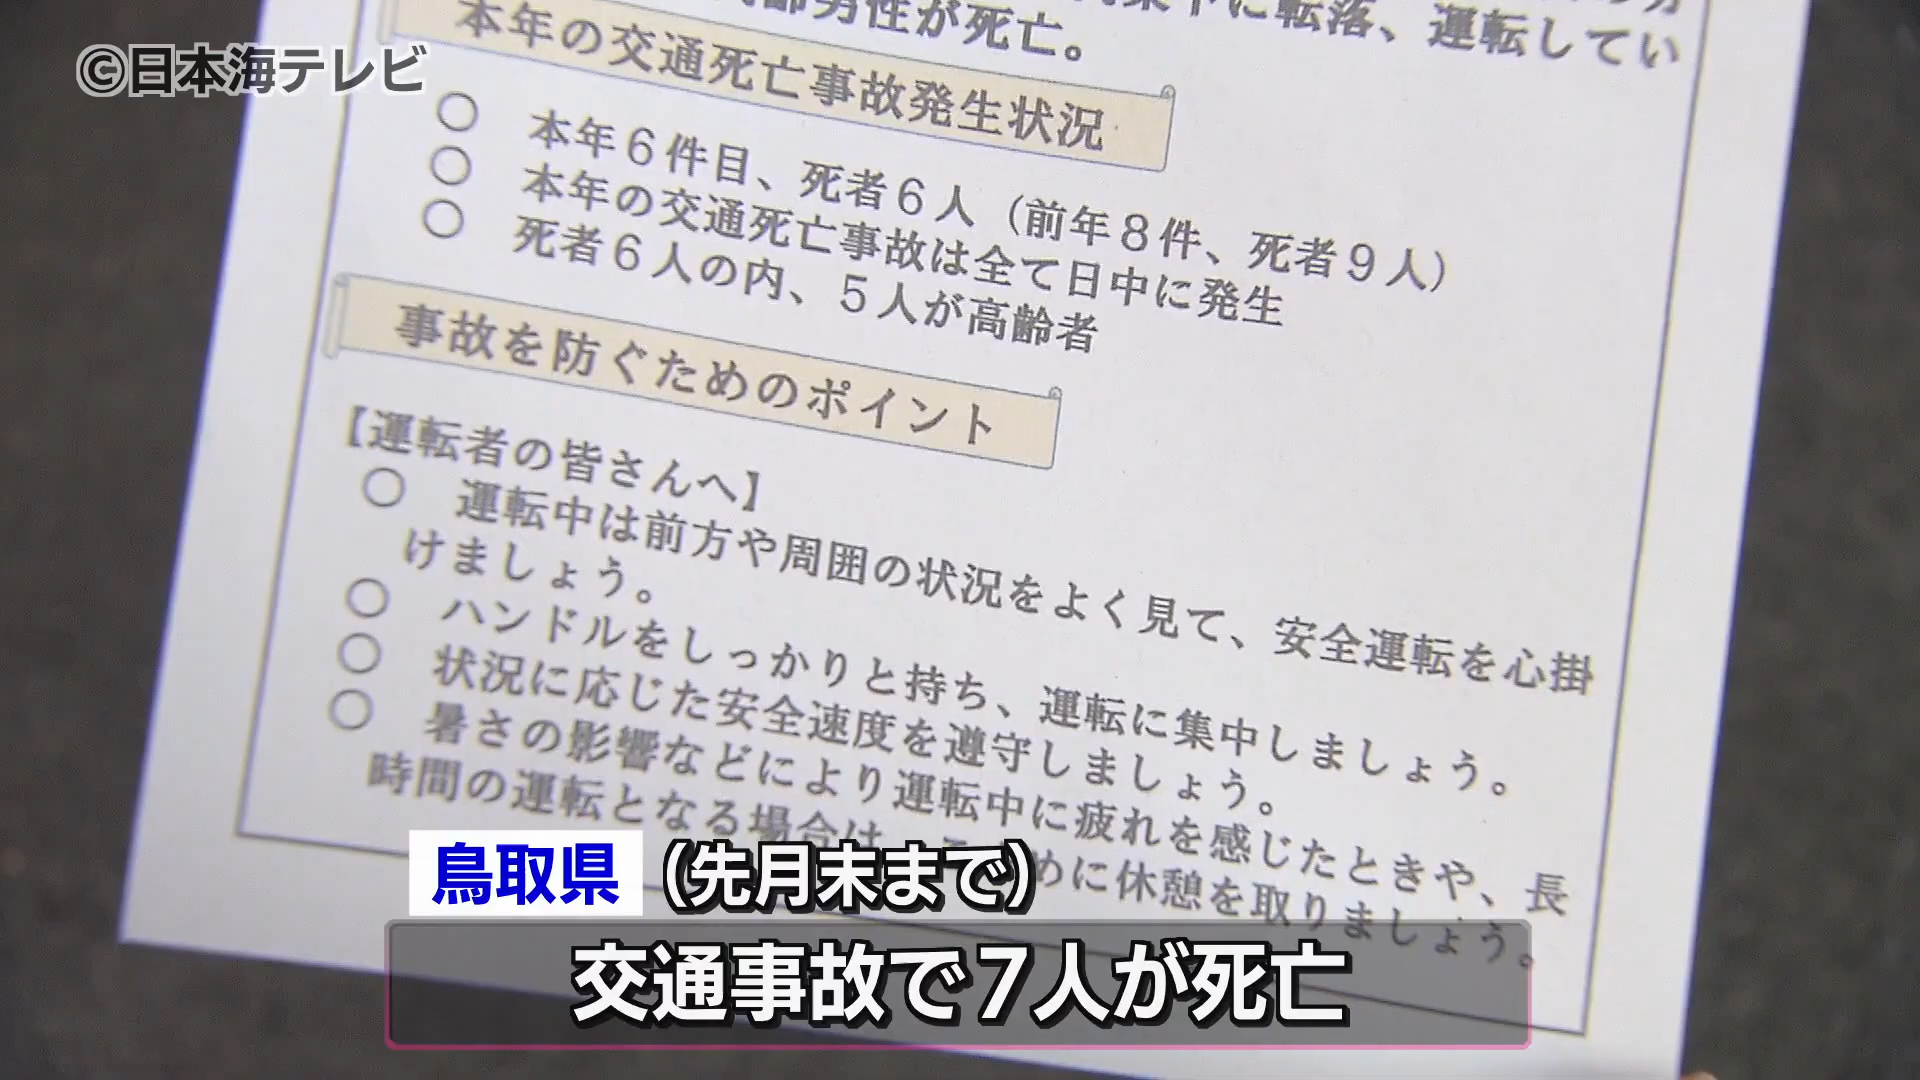 ©日本海テレビ
に転落、運転してい
男性が死亡。
本年の交通死亡事故発生状況
○ 本年6件目、死者6人（前年8件、死者9人）
○ 本年の交通死亡事故は全て日中に発生
○ 死者6人の内、5人が高齢者
事故を防ぐためのポイント
【運転者の皆さんへ】
○ 運転中は前方や周囲の状況をよく見て、安全運転を心掛
けましょう。
○ ハンドルをしっかりと持ち、運転に集中しましょう。
○ 状況に応じた安全速度を遵守しましょう。
○ 暑さの影響などにより運転中に疲れを感じたときや、長
時間の運転となる場合は めに休憩を取りましょう。
鳥取県（先月末まで）
交通事故で7人が死亡